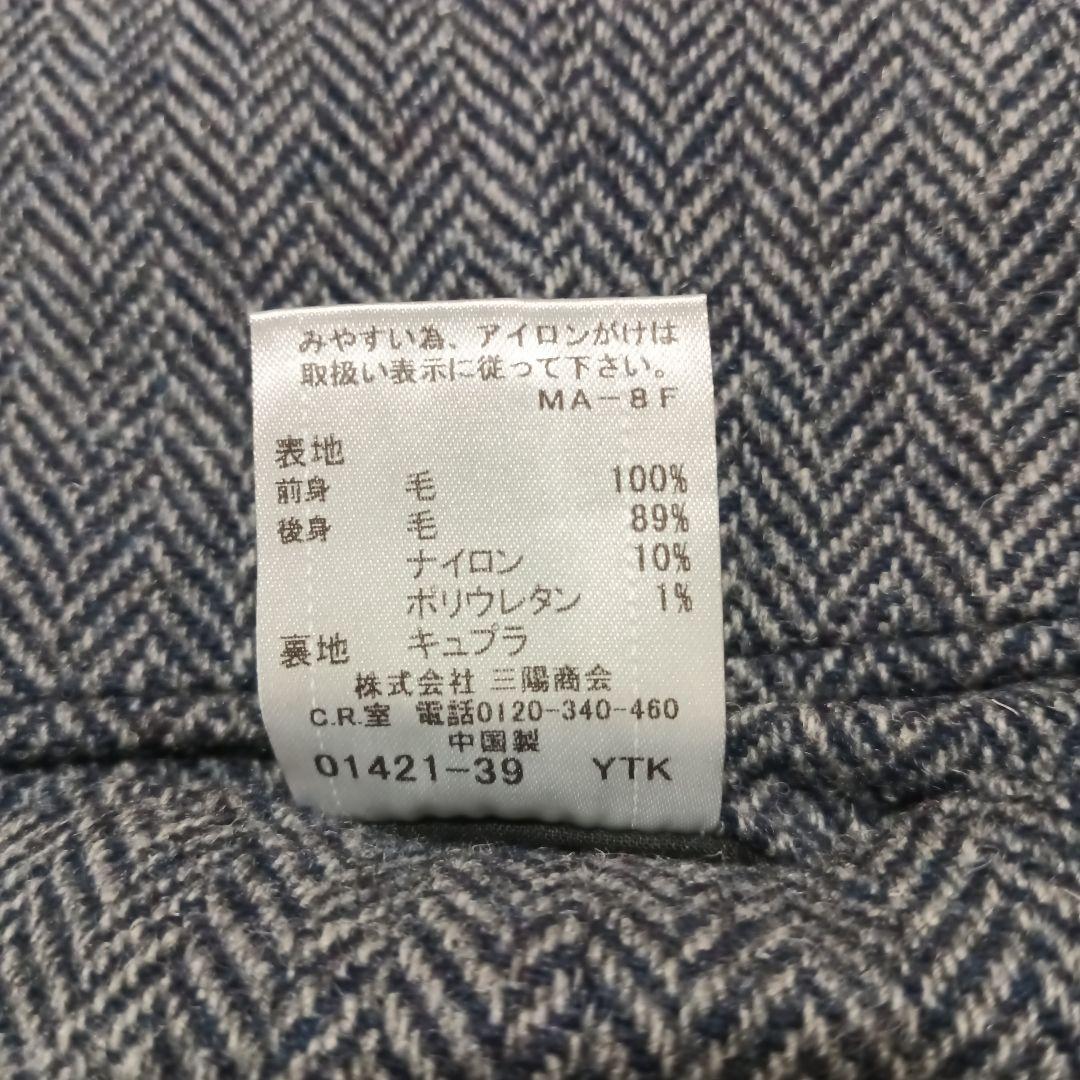 みやすい為、アイロンがけは
取扱い表示に従って下さい。
MA-8F
表地
前身 毛 100%
後身 毛 89%
ナイロン 10%
ポリウレタン 1%
裏地 キュプラ
株式会社 三陽商会
C.R.室 電話0120-340-460
中国製
01421-39 YTK